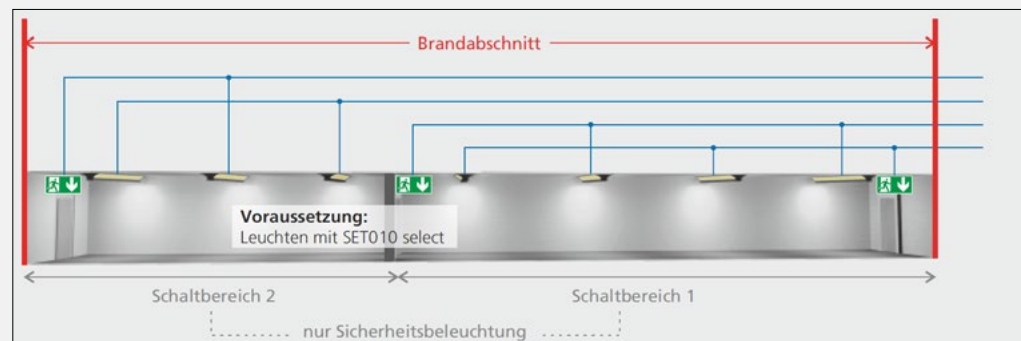 Brandabschnitt
Voraussetzung:
Leuchten mit SET010 select
Schaltbereich 2
Schaltbereich 1
nur Sicherheitsbeleuchtung